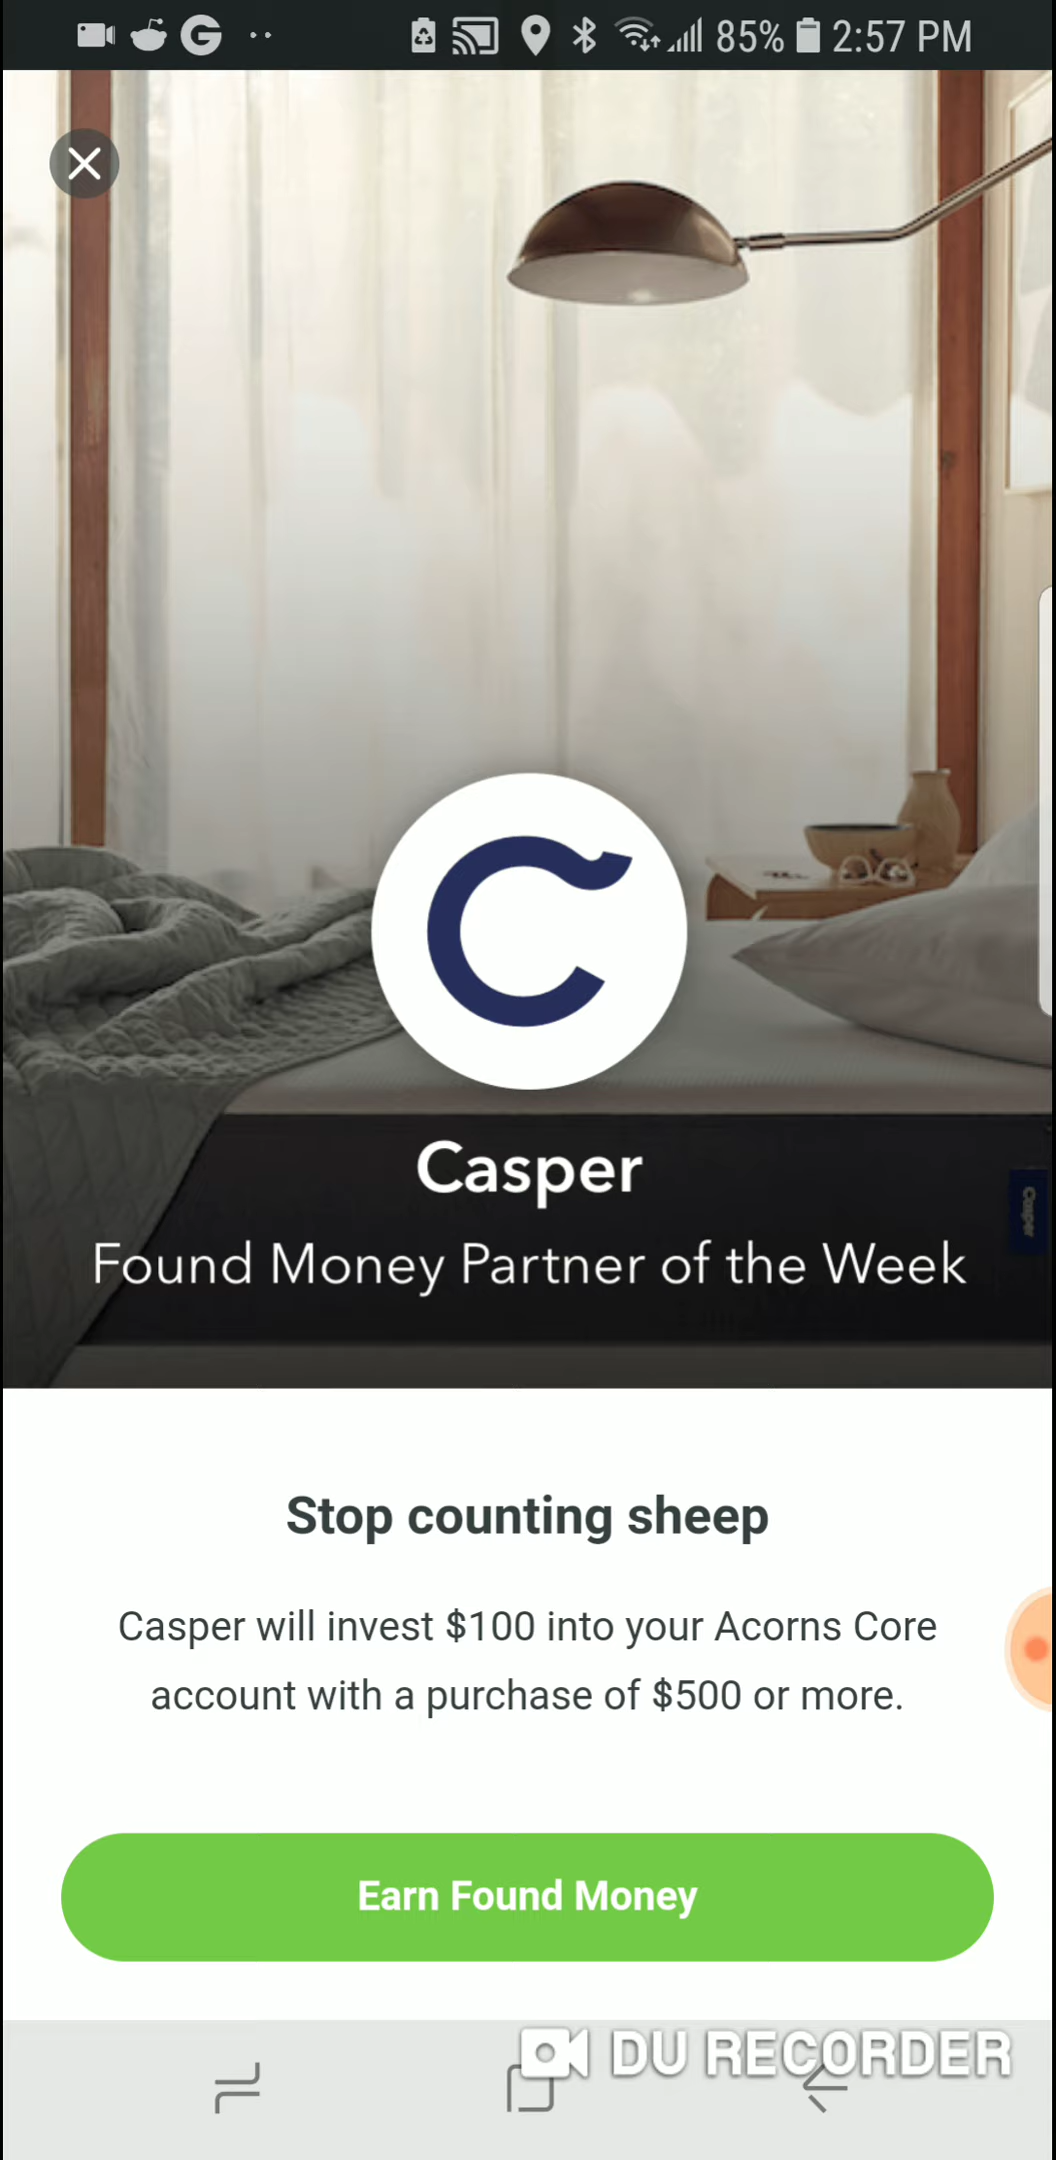 85% 2:57 PM
Casper
Found Money Partner of the Week
Casper
Stop counting sheep
Casper will invest $100 into your Acorns Core
account with a purchase of $500 or more.
Earn Found Money
DU RECORDER